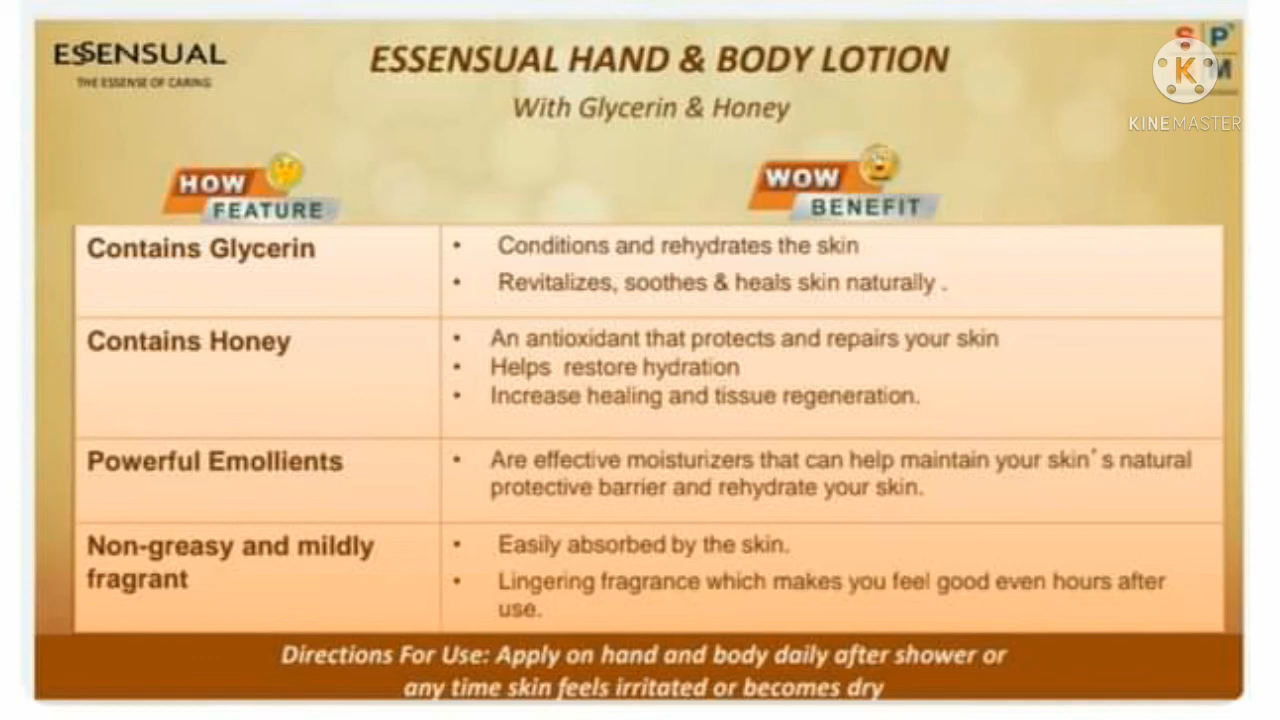 ESSENSUAL
THE ESSENSE OF CARING
ESSENSUAL HAND & BODY LOTION
With Glycerin & Honey
S P
M
K
KINEMASTER
HOW
FEATURE
WOW
BENEFIT
Contains Glycerin
• Conditions and rehydrates the skin
• Revitalizes, soothes & heals skin naturally .
Contains Honey
• An antioxidant that protects and repairs your skin
• Helps restore hydration
• Increase healing and tissue regeneration.
Powerful Emollients
• Are effective moisturizers that can help maintain your skin's natural
protective barrier and rehydrate your skin.
Non-greasy and mildly
fragrant
• Easily absorbed by the skin.
• Lingering fragrance which makes you feel good even hours after
use.
Directions For Use: Apply on hand and body daily after shower or
any time skin feels irritated or becomes dry